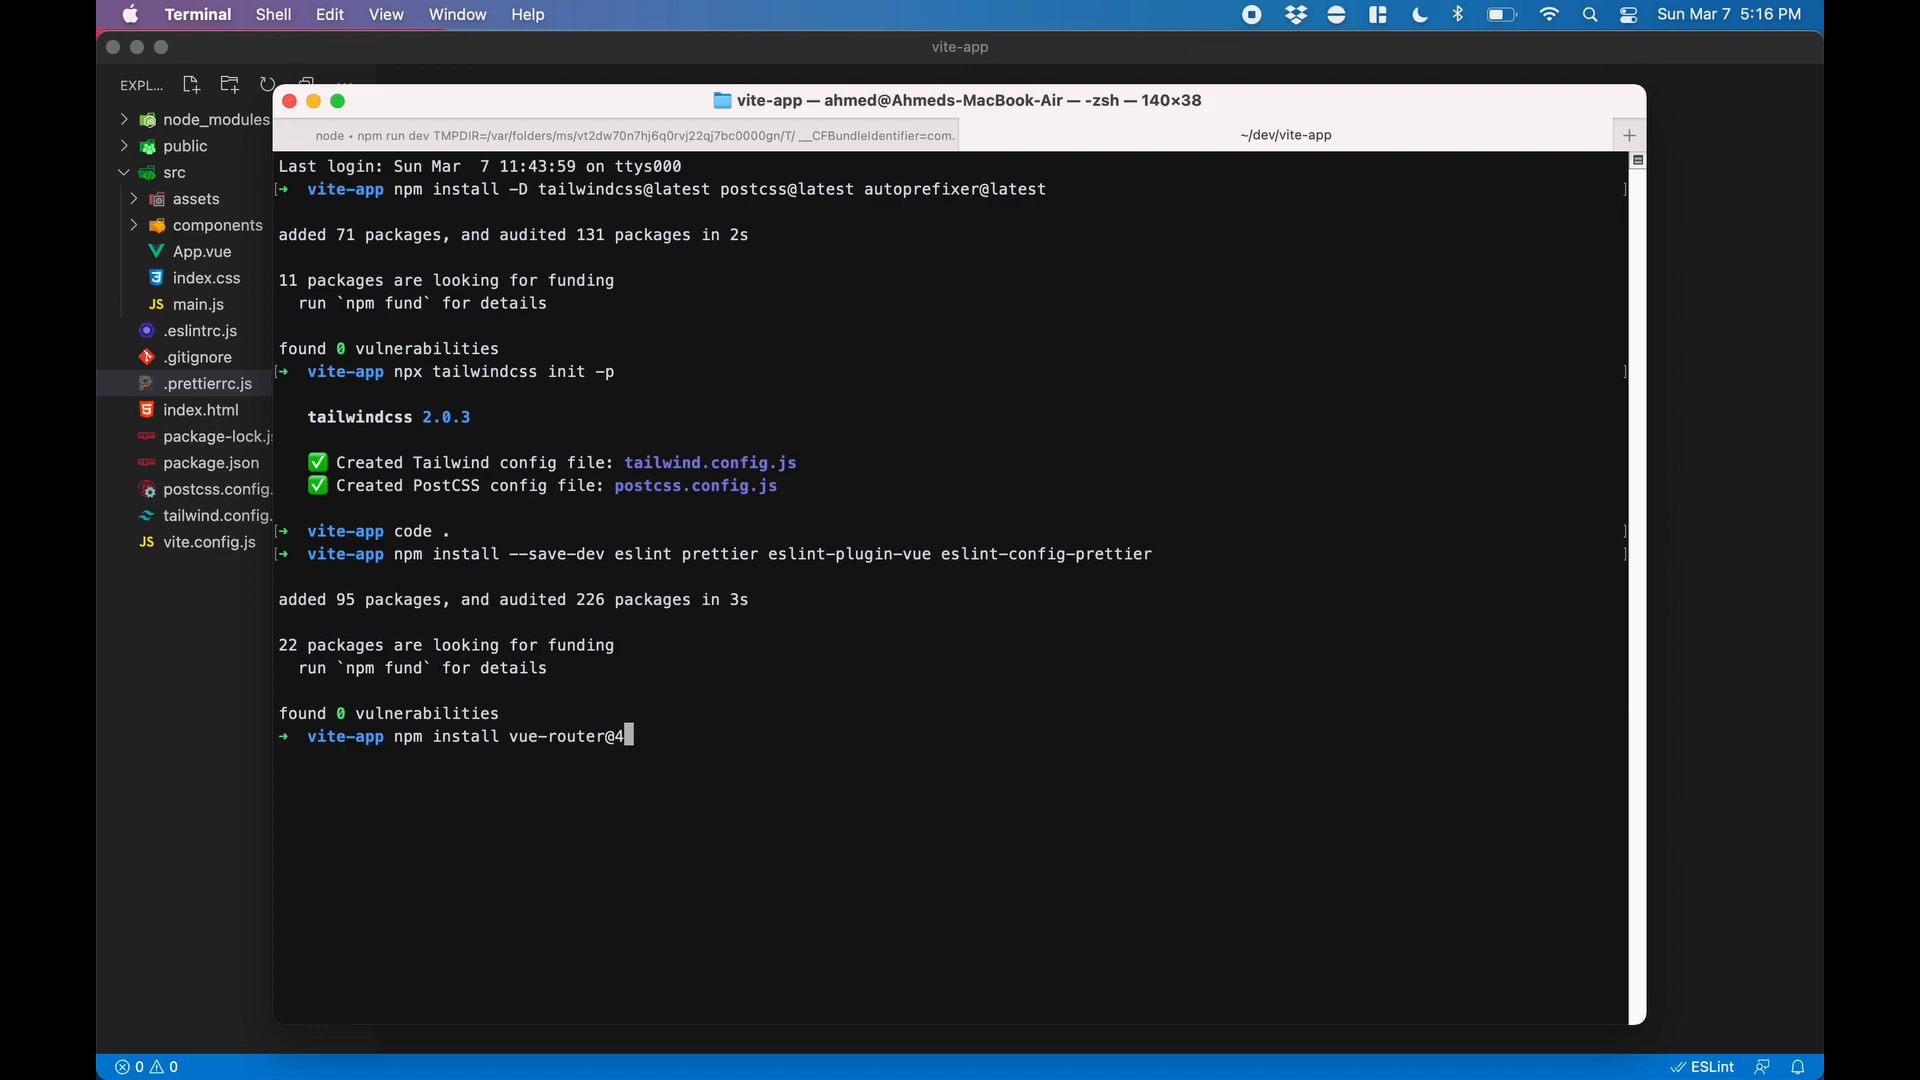 Terminal Shell Edit View Window Help Sun Mar 7 5:16 PM
vite-app
EXPL...
node_modules
public
src
assets
components
App.vue
index.css
main.js
.eslintrc.js
.gitignore
.prettierrc.js
index.html
package-lock.js
package.json
postcss.config.
tailwind.config.
vite.config.js
vite-app — ahmed@Ahmeds-MacBook-Air — -zsh — 140×38
node ◂ npm run dev TMPDIR=/var/folders/ms/vt2dw70n7hj6q0rvj22qj7bc0000gn/T/ __CFBundleIdentifier=com. ~/dev/vite-app
Last login: Sun Mar  7 11:43:59 on ttys000
[➜  vite-app npm install -D tailwindcss@latest postcss@latest autoprefixer@latest ]
added 71 packages, and audited 131 packages in 2s
11 packages are looking for funding
  run `npm fund` for details
found 0 vulnerabilities
[➜  vite-app npx tailwindcss init -p ]
tailwindcss 2.0.3
✅ Created Tailwind config file: tailwind.config.js
✅ Created PostCSS config file: postcss.config.js
[➜  vite-app code . ]
[➜  vite-app npm install --save-dev eslint prettier eslint-plugin-vue eslint-config-prettier ]
added 95 packages, and audited 226 packages in 3s
22 packages are looking for funding
  run `npm fund` for details
found 0 vulnerabilities
➜  vite-app npm install vue-router@4
0 0 ESLint